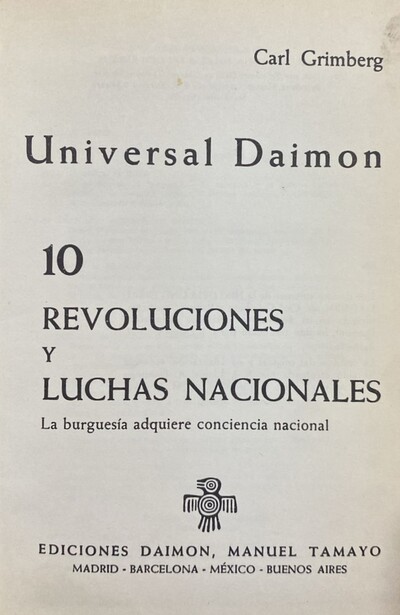 Carl Grimberg
Universal Daimon
10
REVOLUCIONES
Y
LUCHAS NACIONALES
La burguesía adquiere conciencia nacional
EDICIONES DAIMON, MANUEL TAMAYO
MADRID - BARCELONA - MÉXICO - BUENOS AIRES